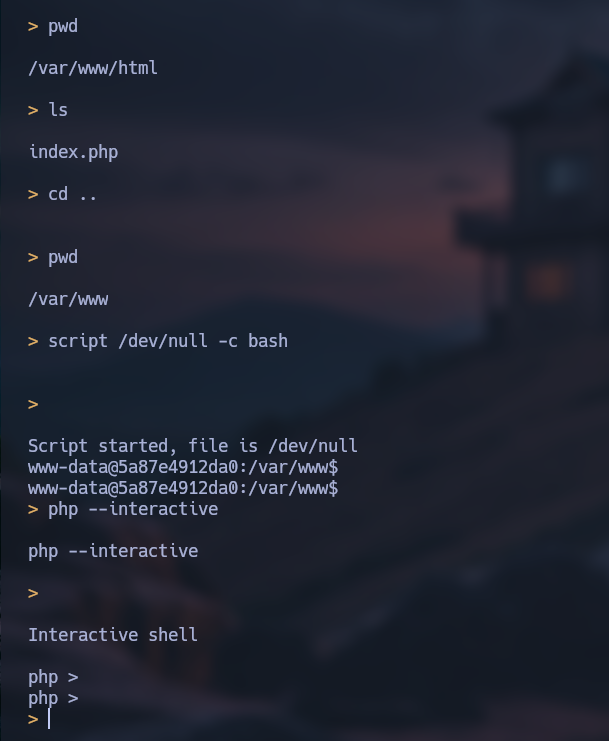 > pwd
/var/www/html
> ls
index.php
> cd ..
> pwd
/var/www
> script /dev/null -c bash
>
Script started, file is /dev/null
www-data@5a87e4912da0:/var/www$
www-data@5a87e4912da0:/var/www$
> php --interactive
php --interactive
>
Interactive shell
php >
php >
>